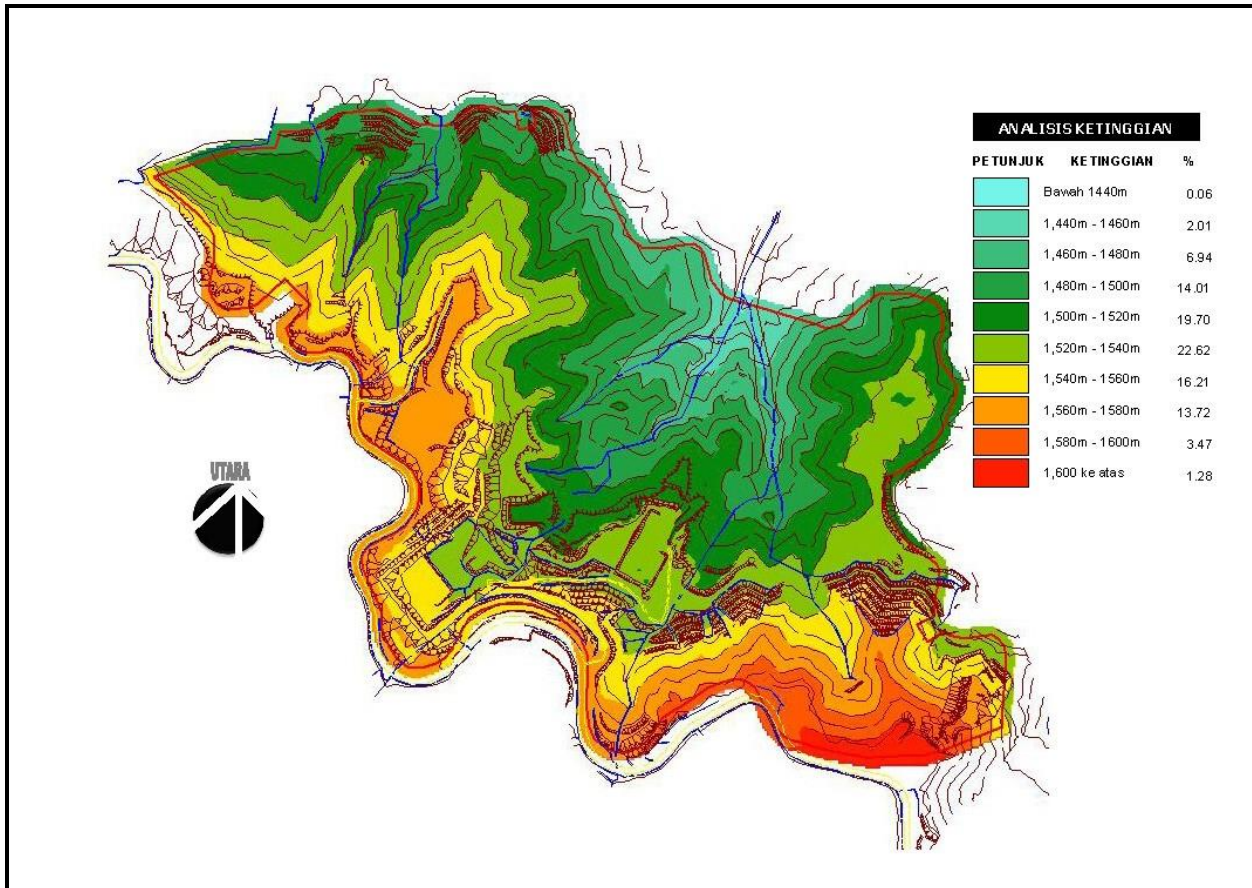 ANALISIS KETINGGIAN
PETUNJUK KETINGGIAN %
Bawah 1440m 0.06
1,440m - 1460m 2.01
1,460m - 1480m 6.94
1,480m - 1500m 14.01
1,500m - 1520m 19.70
1,520m - 1540m 22.62
1,540m - 1560m 16.21
1,560m - 1580m 13.72
1,580m - 1600m 3.47
1,600 ke atas 1.28
UTARA